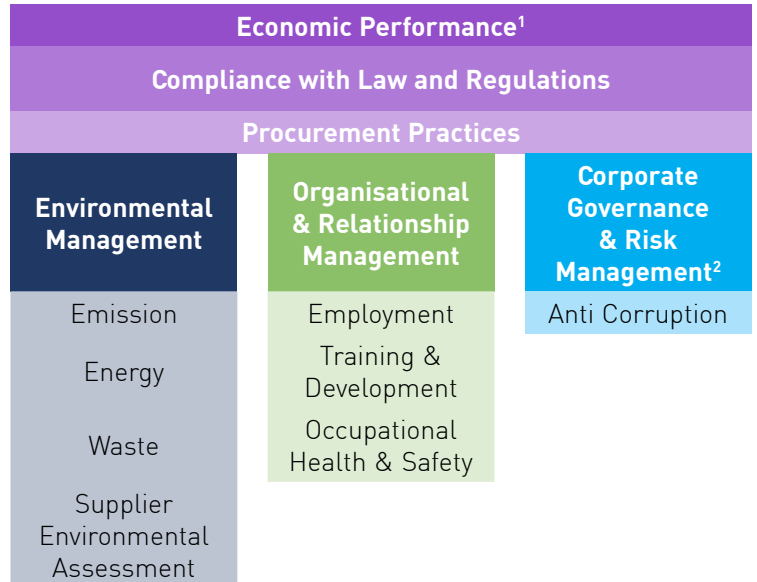 Economic Performance¹
Compliance with Law and Regulations
Procurement Practices
Environmental
Management
Emission
Energy
Waste
Supplier
Environmental
Assessment
Organisational
& Relationship
Management
Employment
Training &
Development
Occupational
Health & Safety
Corporate
Governance
& Risk
Management²
Anti Corruption